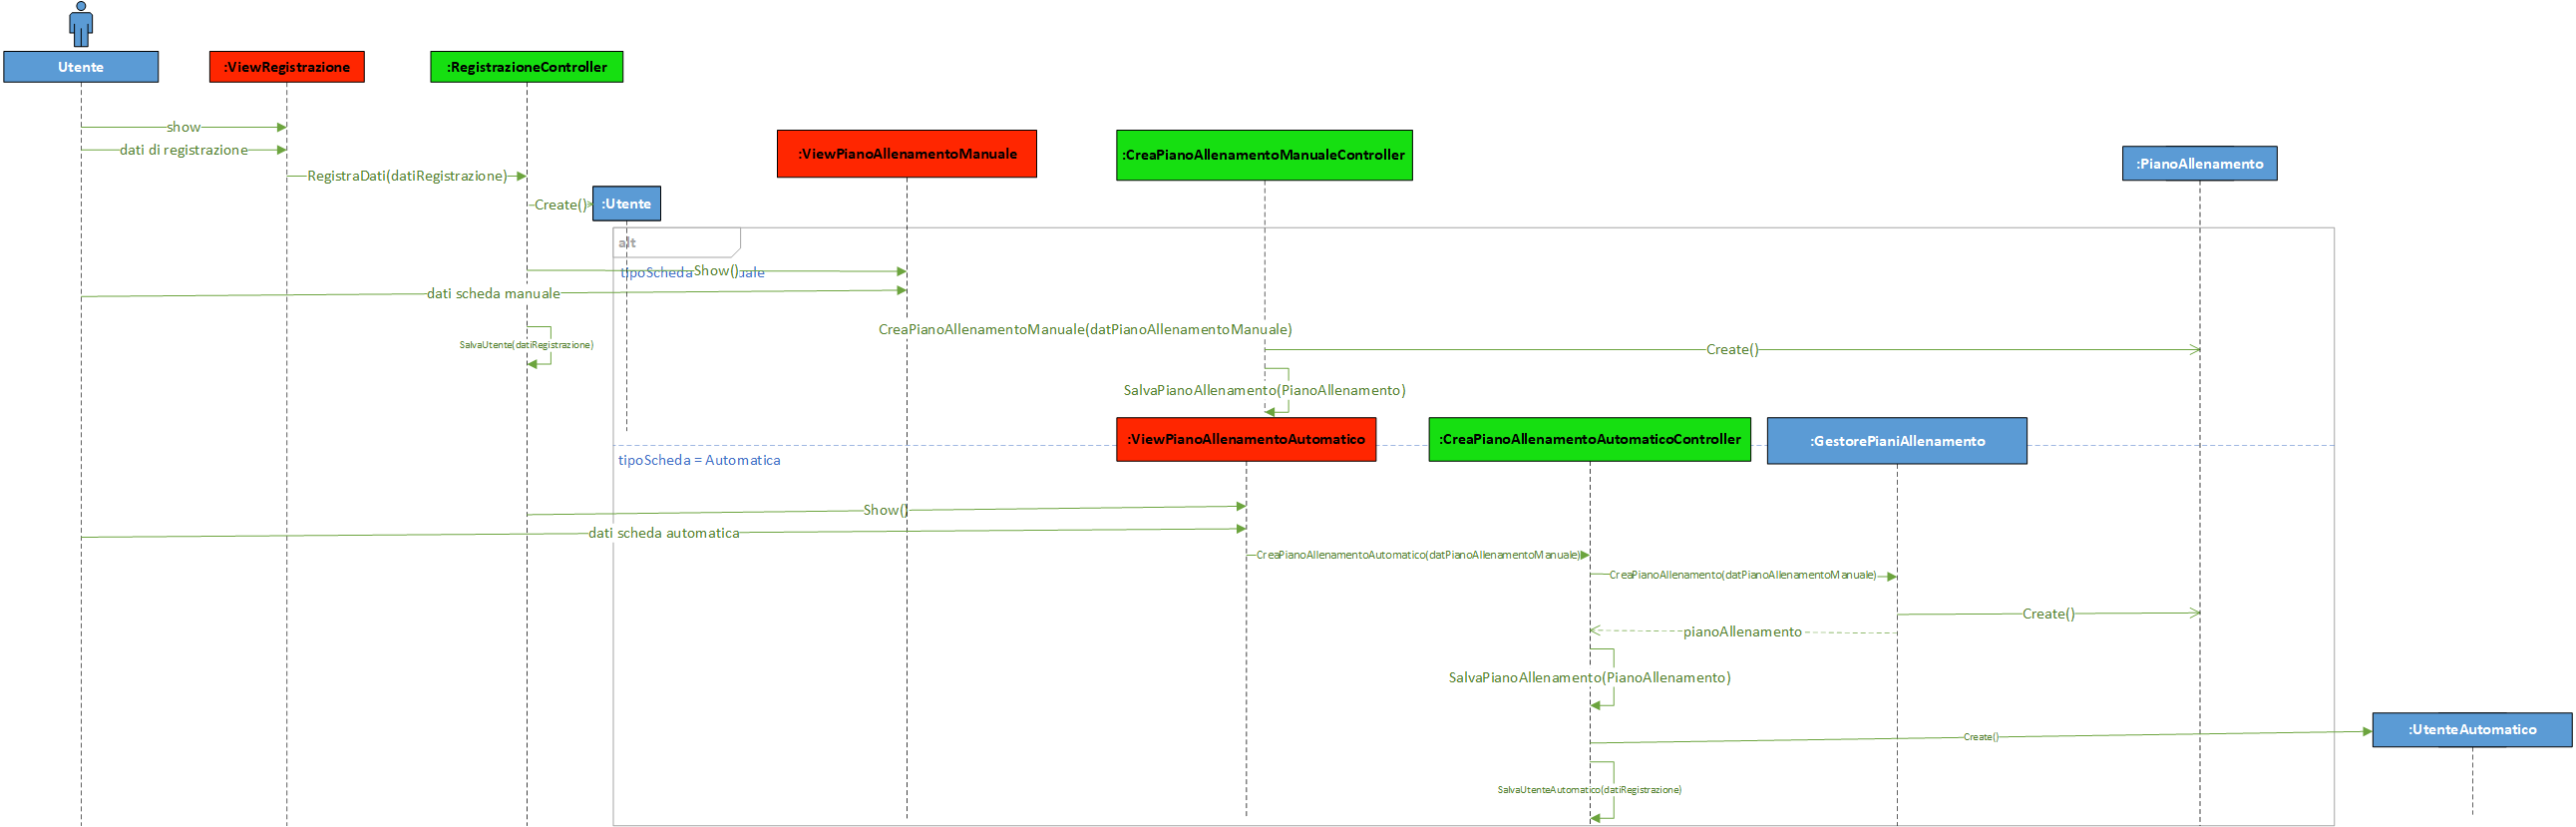 Utente
:ViewRegistrazione
:RegistrazioneController
show
dati di registrazione
:ViewPianoAllenamentoManuale
:CreaPianoAllenamentoManualeController
:PianoAllenamento
RegistraDati(datiRegistrazione)
Create()
:Utente
alt
tipoScheda
Show()
dati scheda manuale
CreaPianoAllenamentoManuale(datPianoAllenamentoManuale)
SalvaUtente(datiRegistrazione)
Create()
SalvaPianoAllenamento(PianoAllenamento)
:ViewPianoAllenamentoAutomatico
:CreaPianoAllenamentoAutomaticoController
:GestorePianiAllenamento
tipoScheda = Automatica
Show()
dati scheda automatica
CreaPianoAllenamentoAutomatico(datPianoAllenamentoManuale)
CreaPianoAllenamento(datPianoAllenamentoManuale)
Create()
pianoAllenamento
SalvaPianoAllenamento(PianoAllenamento)
:UtenteAutomatico
Create()
SalvaUtenteAutomatico(datiRegistrazione)